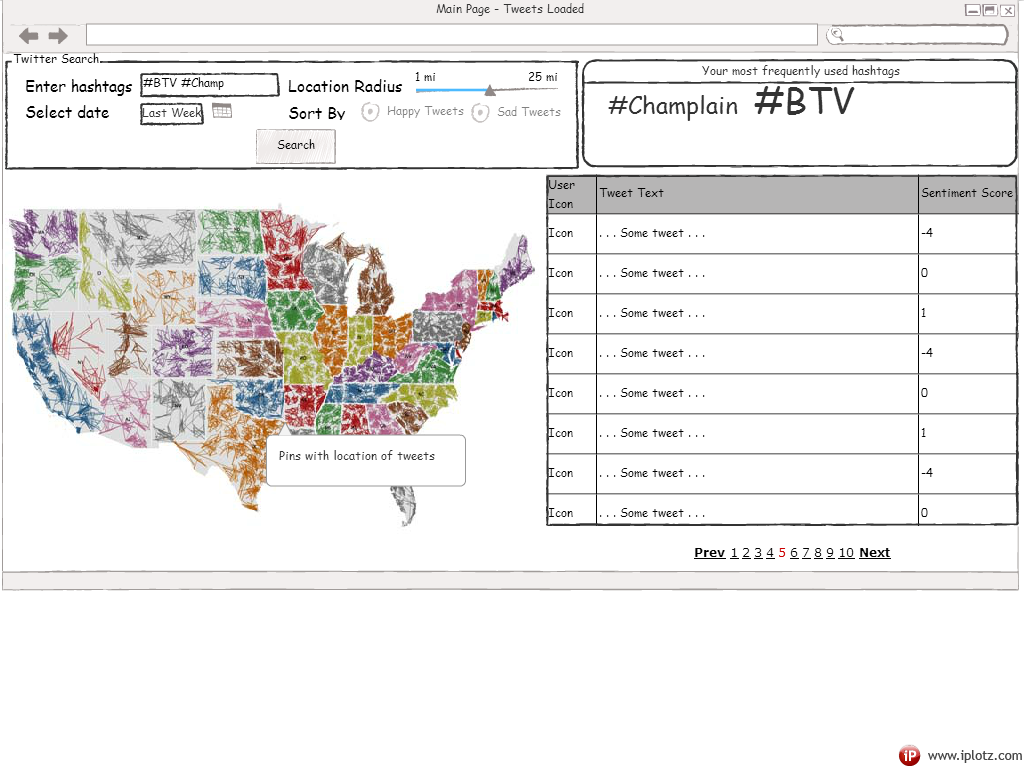 Main Page - Tweets Loaded
Twitter Search
Enter hashtags #BTV #Champ Location Radius 1 mi 25 mi
Select date Last Week Sort By Happy Tweets Sad Tweets
Search
Your most frequently used hashtags
#Champlain #BTV
User Icon Tweet Text Sentiment Score
Icon . . . Some tweet . . . -4
Icon . . . Some tweet . . . 0
Icon . . . Some tweet . . . 1
Icon . . . Some tweet . . . -4
Icon . . . Some tweet . . . 0
Icon . . . Some tweet . . . 1
Icon . . . Some tweet . . . -4
Icon . . . Some tweet . . . 0
Pins with location of tweets
Prev 1 2 3 4 5 6 7 8 9 10 Next
iP www.iplotz.com